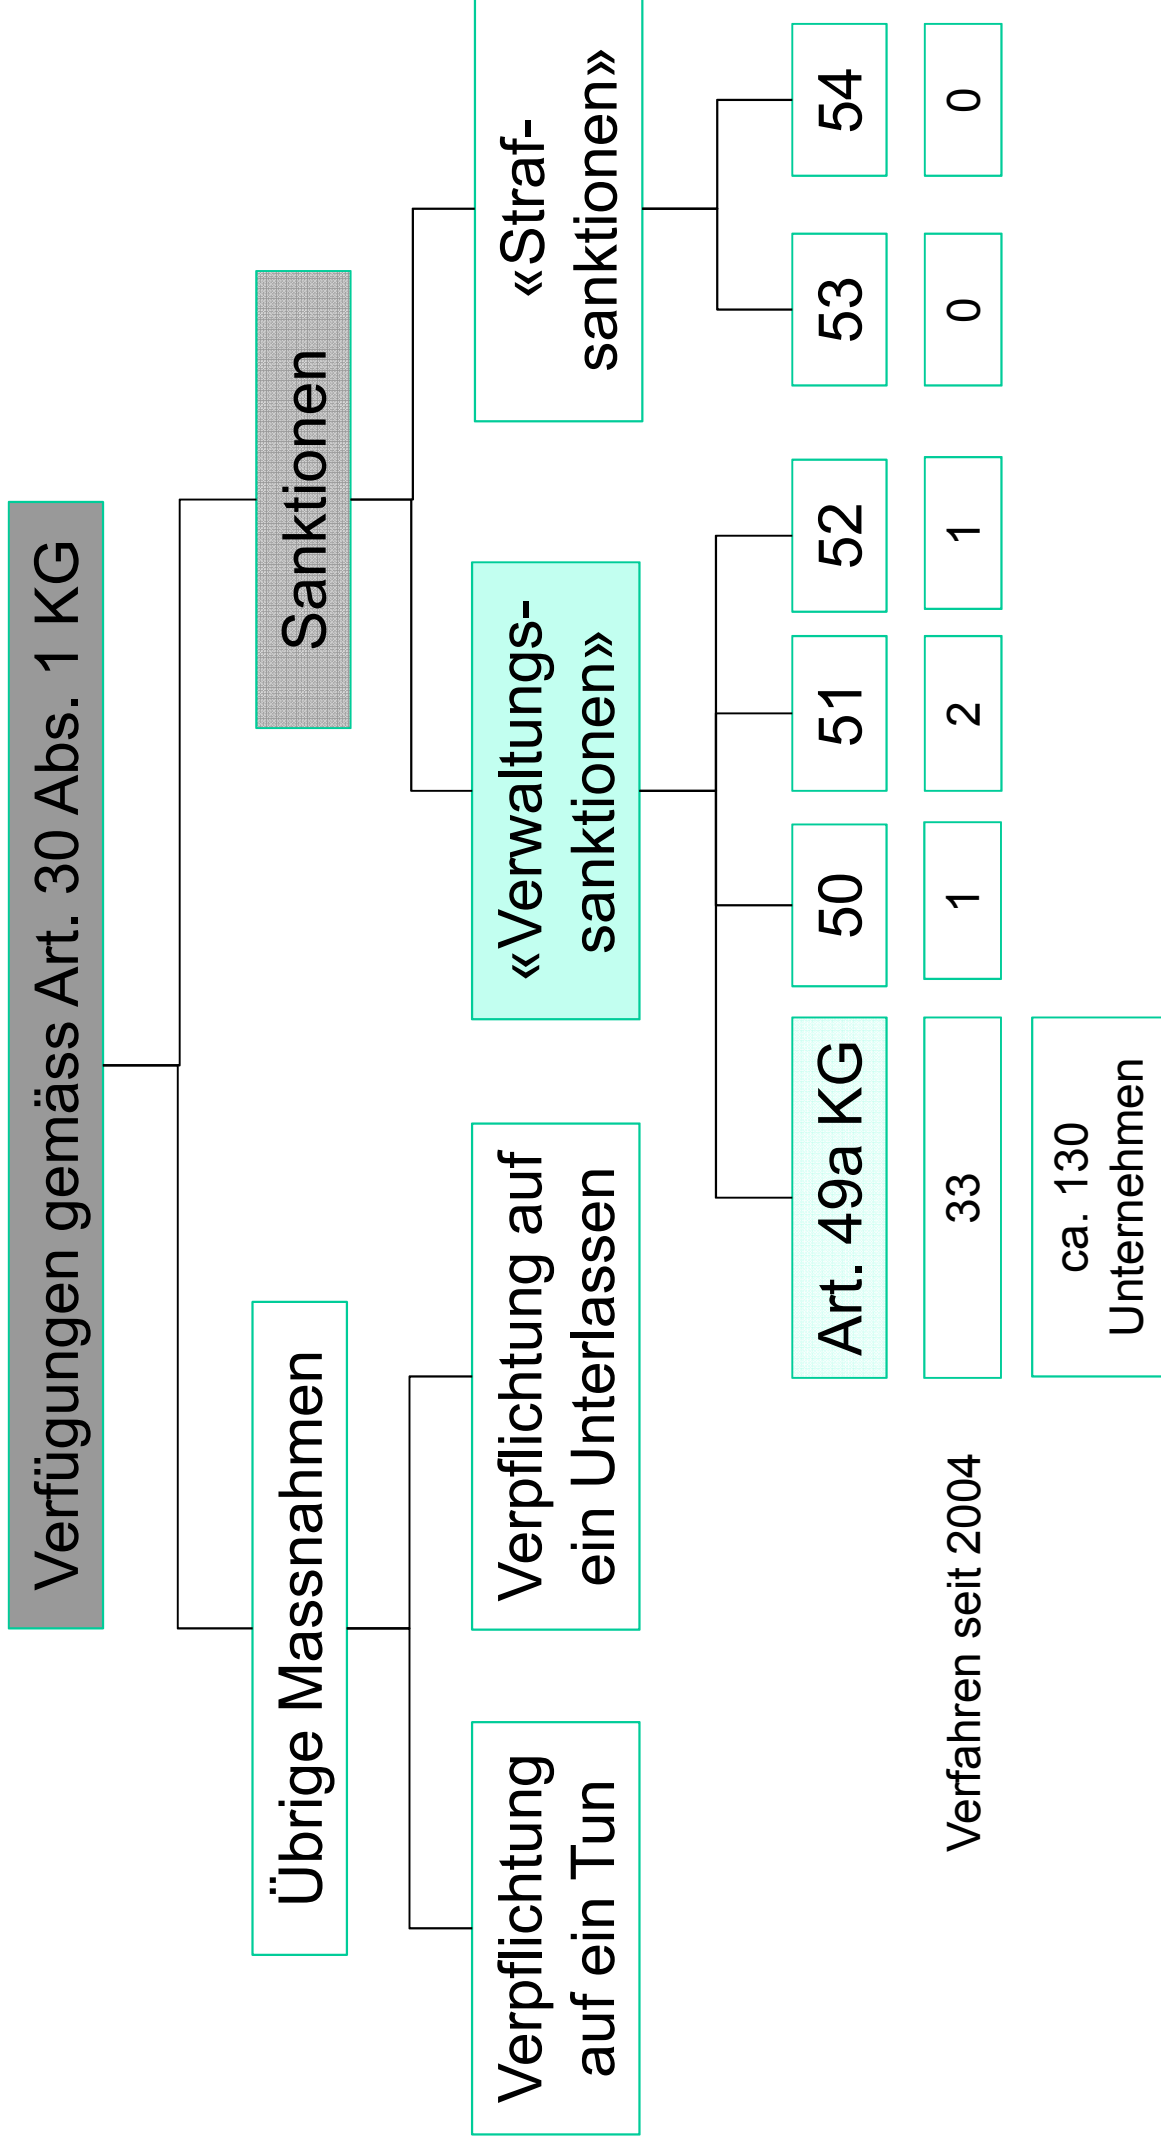 Verfügungen gemäss Art. 30 Abs. 1 KG
Übrige Massnahmen
Sanktionen
Verpflichtung
auf ein Tun
Verpflichtung auf
ein Unterlassen
«Verwaltungs-
sanktionen»
«Straf-
sanktionen»
Art. 49a KG
50
51
52
53
54
Verfahren seit 2004
33
1
2
1
0
0
ca. 130
Unternehmen